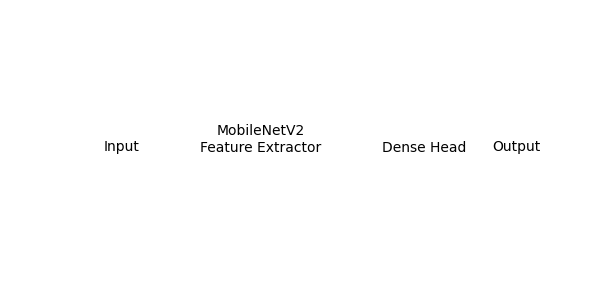 Input
MobileNetV2
Feature Extractor
Dense Head
Output